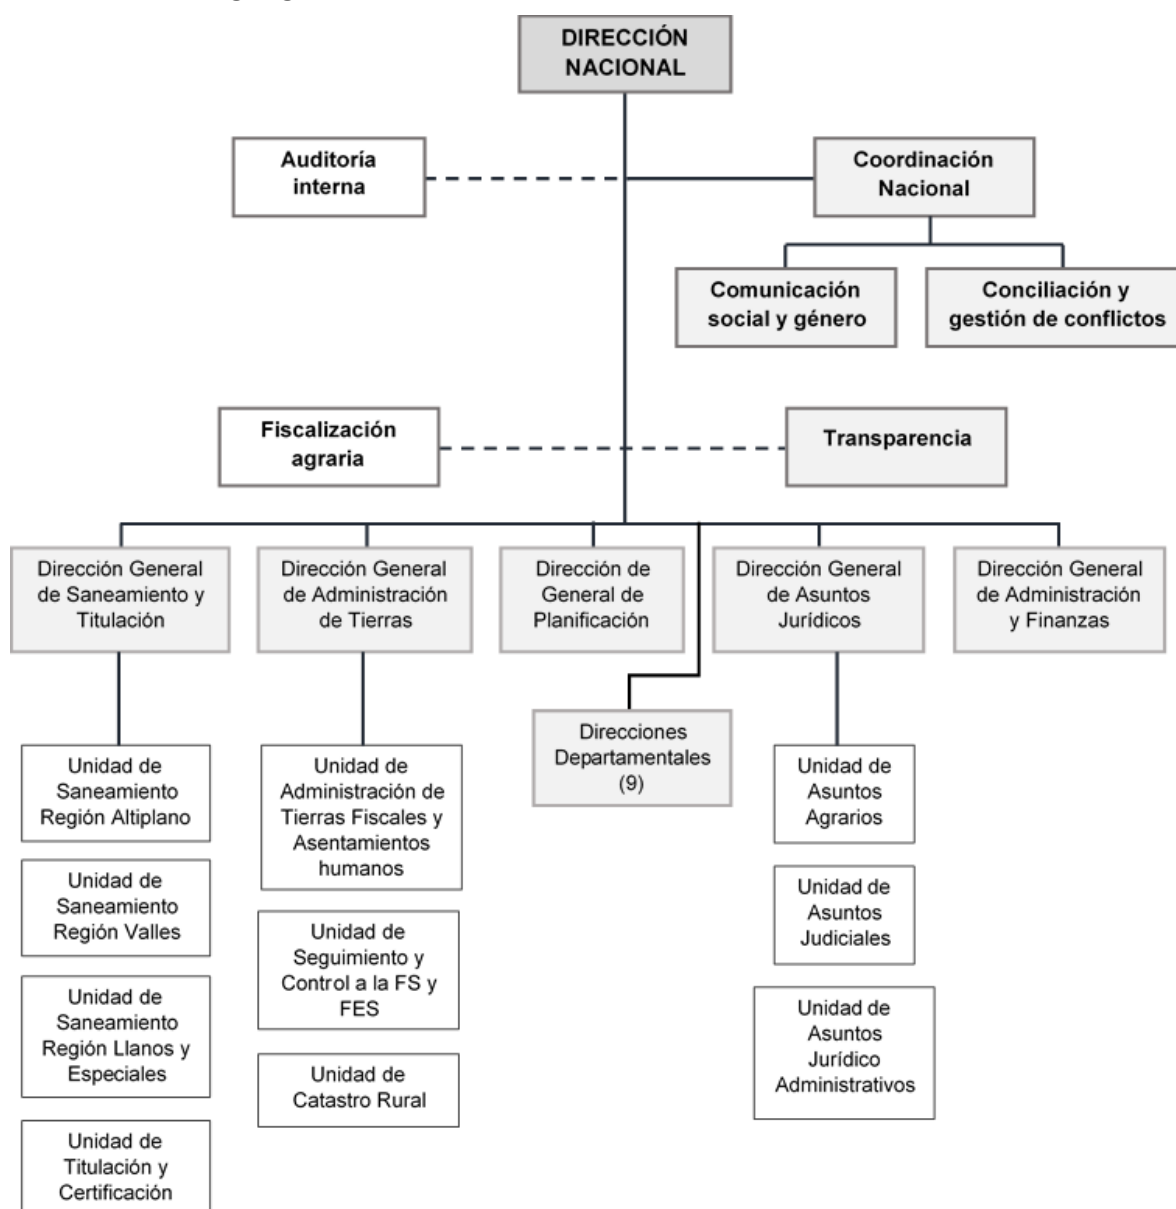 DIRECCIÓN
NACIONAL
Auditoría
interna
Coordinación
Nacional
Comunicación
social y género
Conciliación y
gestión de conflictos
Fiscalización
agraria
Transparencia
Dirección General
de Saneamiento y
Titulación
Dirección General
de Administración
de Tierras
Dirección de
General de
Planificación
Dirección General
de Asuntos
Jurídicos
Dirección General
de Administración
y Finanzas
Direcciones
Departamentales
(9)
Unidad de
Saneamiento
Región Altiplano
Unidad de
Saneamiento
Región Valles
Unidad de
Saneamiento
Región Llanos y
Especiales
Unidad de
Titulación y
Certificación
Unidad de
Administración de
Tierras Fiscales y
Asentamientos
humanos
Unidad de
Seguimiento y
Control a la FS y
FES
Unidad de
Catastro Rural
Unidad de
Asuntos
Agrarios
Unidad de
Asuntos
Judiciales
Unidad de
Asuntos
Jurídico
Administrativos